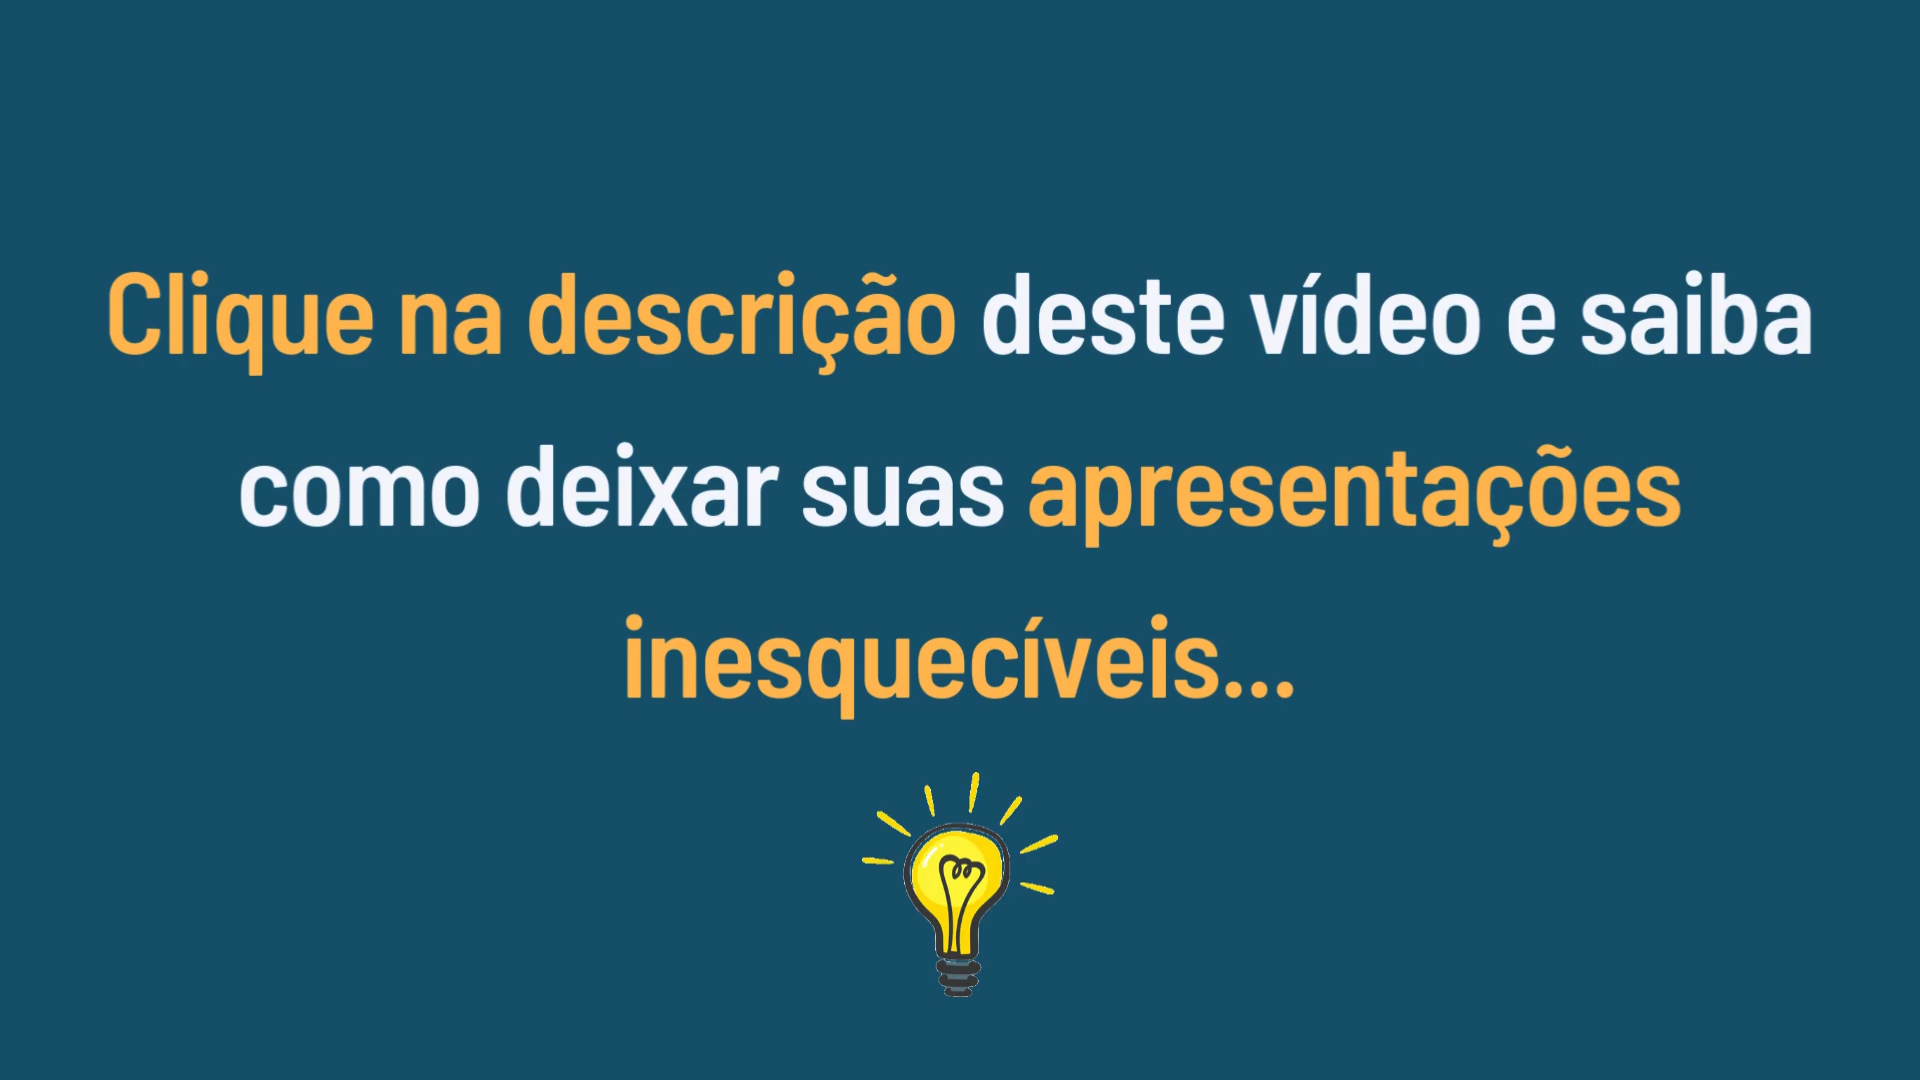 Clique na descrição deste vídeo e saiba
como deixar suas apresentações
inesquecíveis...